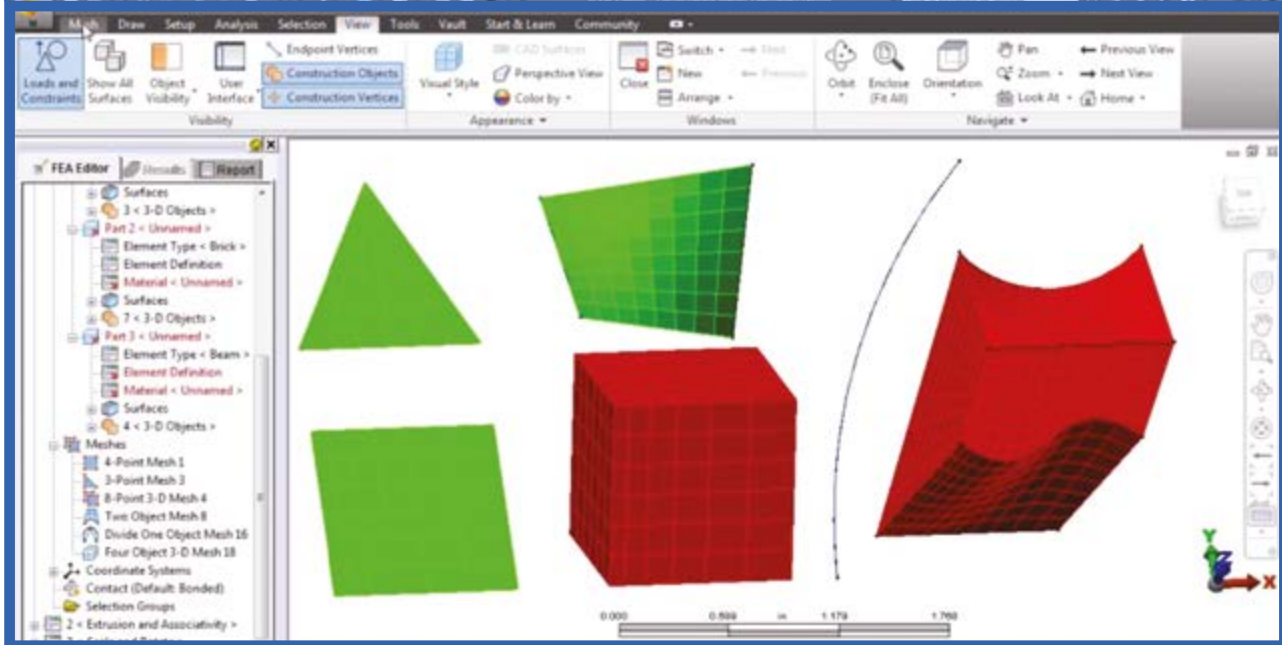 Mesh Draw Setup Analysis Selection View Tools Vault Start & Learn Community
Loads and Constraints
Show All Surfaces
Object Visibility
User Interface
Endpoint Vertices
Construction Objects
Construction Vertices
Visibility
Visual Style
CAD Surfaces
Perspective View
Color by
Appearance
Close
Switch
Next
New
Previous
Arrange
Windows
Orbit
Enclose (Fit All)
Orientation
Pan
Zoom
Look At
Previous View
Next View
Home
Navigate
FEA Editor Results Report
Surfaces
3 < 3-D Objects >
Part 2 < Unnamed >
Element Type < Brick >
Element Definition
Material < Unnamed >
Surfaces
7 < 3-D Objects >
Part 3 < Unnamed >
Element Type < Beam >
Element Definition
Material < Unnamed >
Surfaces
4 < 3-D Objects >
Meshes
4-Point Mesh 1
3-Point Mesh 3
8-Point 3-D Mesh 4
Two Object Mesh 8
Divide One Object Mesh 16
Four Object 3-D Mesh 18
Coordinate Systems
Contact (Default: Bonded)
Selection Groups
2 < Extrusion and Associativity >
0.000 0.589 in 1.179 1.768
Y
Z
X